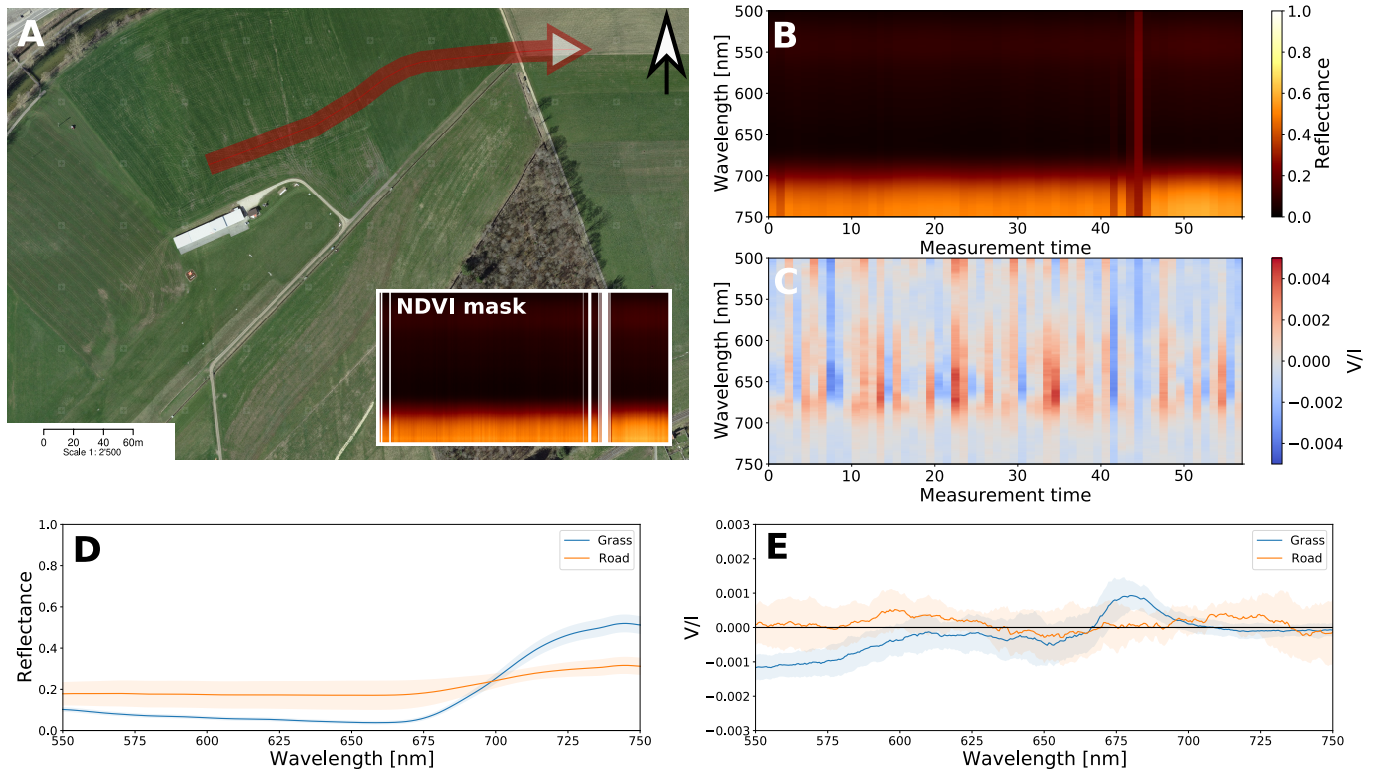 A
NDVI mask
0 20 40 60m
Scale 1: 2'500
B
500
550
600
650
700
750
Wavelength [nm]
0 10 20 30 40 50
Measurement time
1.0
0.8
0.6
0.4
0.2
0.0
Reflectance
C
500
550
600
650
700
750
Wavelength [nm]
0 10 20 30 40 50
Measurement time
0.004
0.002
0.000
−0.002
−0.004
V/I
D
Grass
Road
1.0
0.8
0.6
0.4
0.2
0.0
Reflectance
550 575 600 625 650 675 700 725 750
Wavelength [nm]
E
Grass
Road
0.003
0.002
0.001
0.000
−0.001
−0.002
−0.003
V/I
550 575 600 625 650 675 700 725 750
Wavelength [nm]